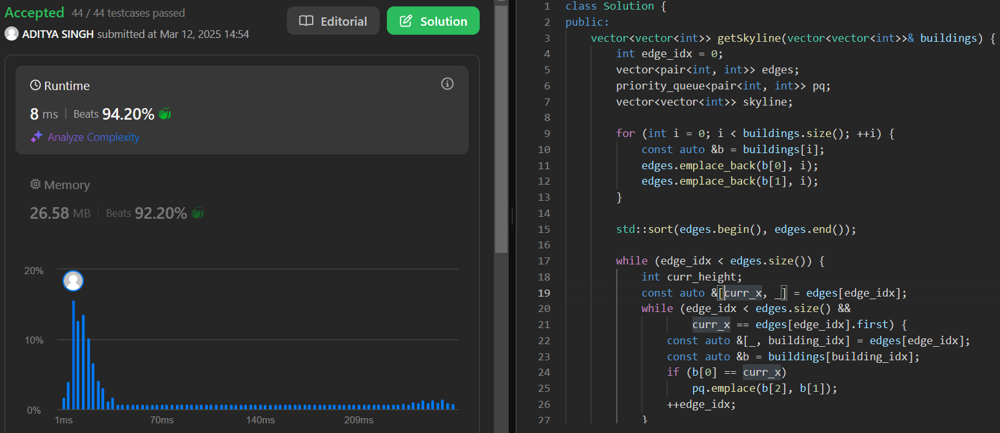 Accepted 44 / 44 testcases passed
ADITYA SINGH submitted at Mar 12, 2025 14:54
Editorial
Solution
Runtime
8 ms | Beats 94.20%
Analyze Complexity
Memory
26.58 MB | Beats 92.20%
20%
10%
0%
1ms 70ms 140ms 209ms
1 class Solution {
2 public:
3     vector<vector<int>> getSkyline(vector<vector<int>>& buildings) {
4         int edge_idx = 0;
5         vector<pair<int, int>> edges;
6         priority_queue<pair<int, int>> pq;
7         vector<vector<int>> skyline;
8
9         for (int i = 0; i < buildings.size(); ++i) {
10             const auto &b = buildings[i];
11             edges.emplace_back(b[0], i);
12             edges.emplace_back(b[1], i);
13         }
14
15         std::sort(edges.begin(), edges.end());
16
17         while (edge_idx < edges.size()) {
18             int curr_height;
19             const auto &[curr_x, _] = edges[edge_idx];
20             while (edge_idx < edges.size() &&
21                     curr_x == edges[edge_idx].first) {
22                 const auto &[_, building_idx] = edges[edge_idx];
23                 const auto &b = buildings[building_idx];
24                 if (b[0] == curr_x)
25                     pq.emplace(b[2], b[1]);
26                 ++edge_idx;
27             }